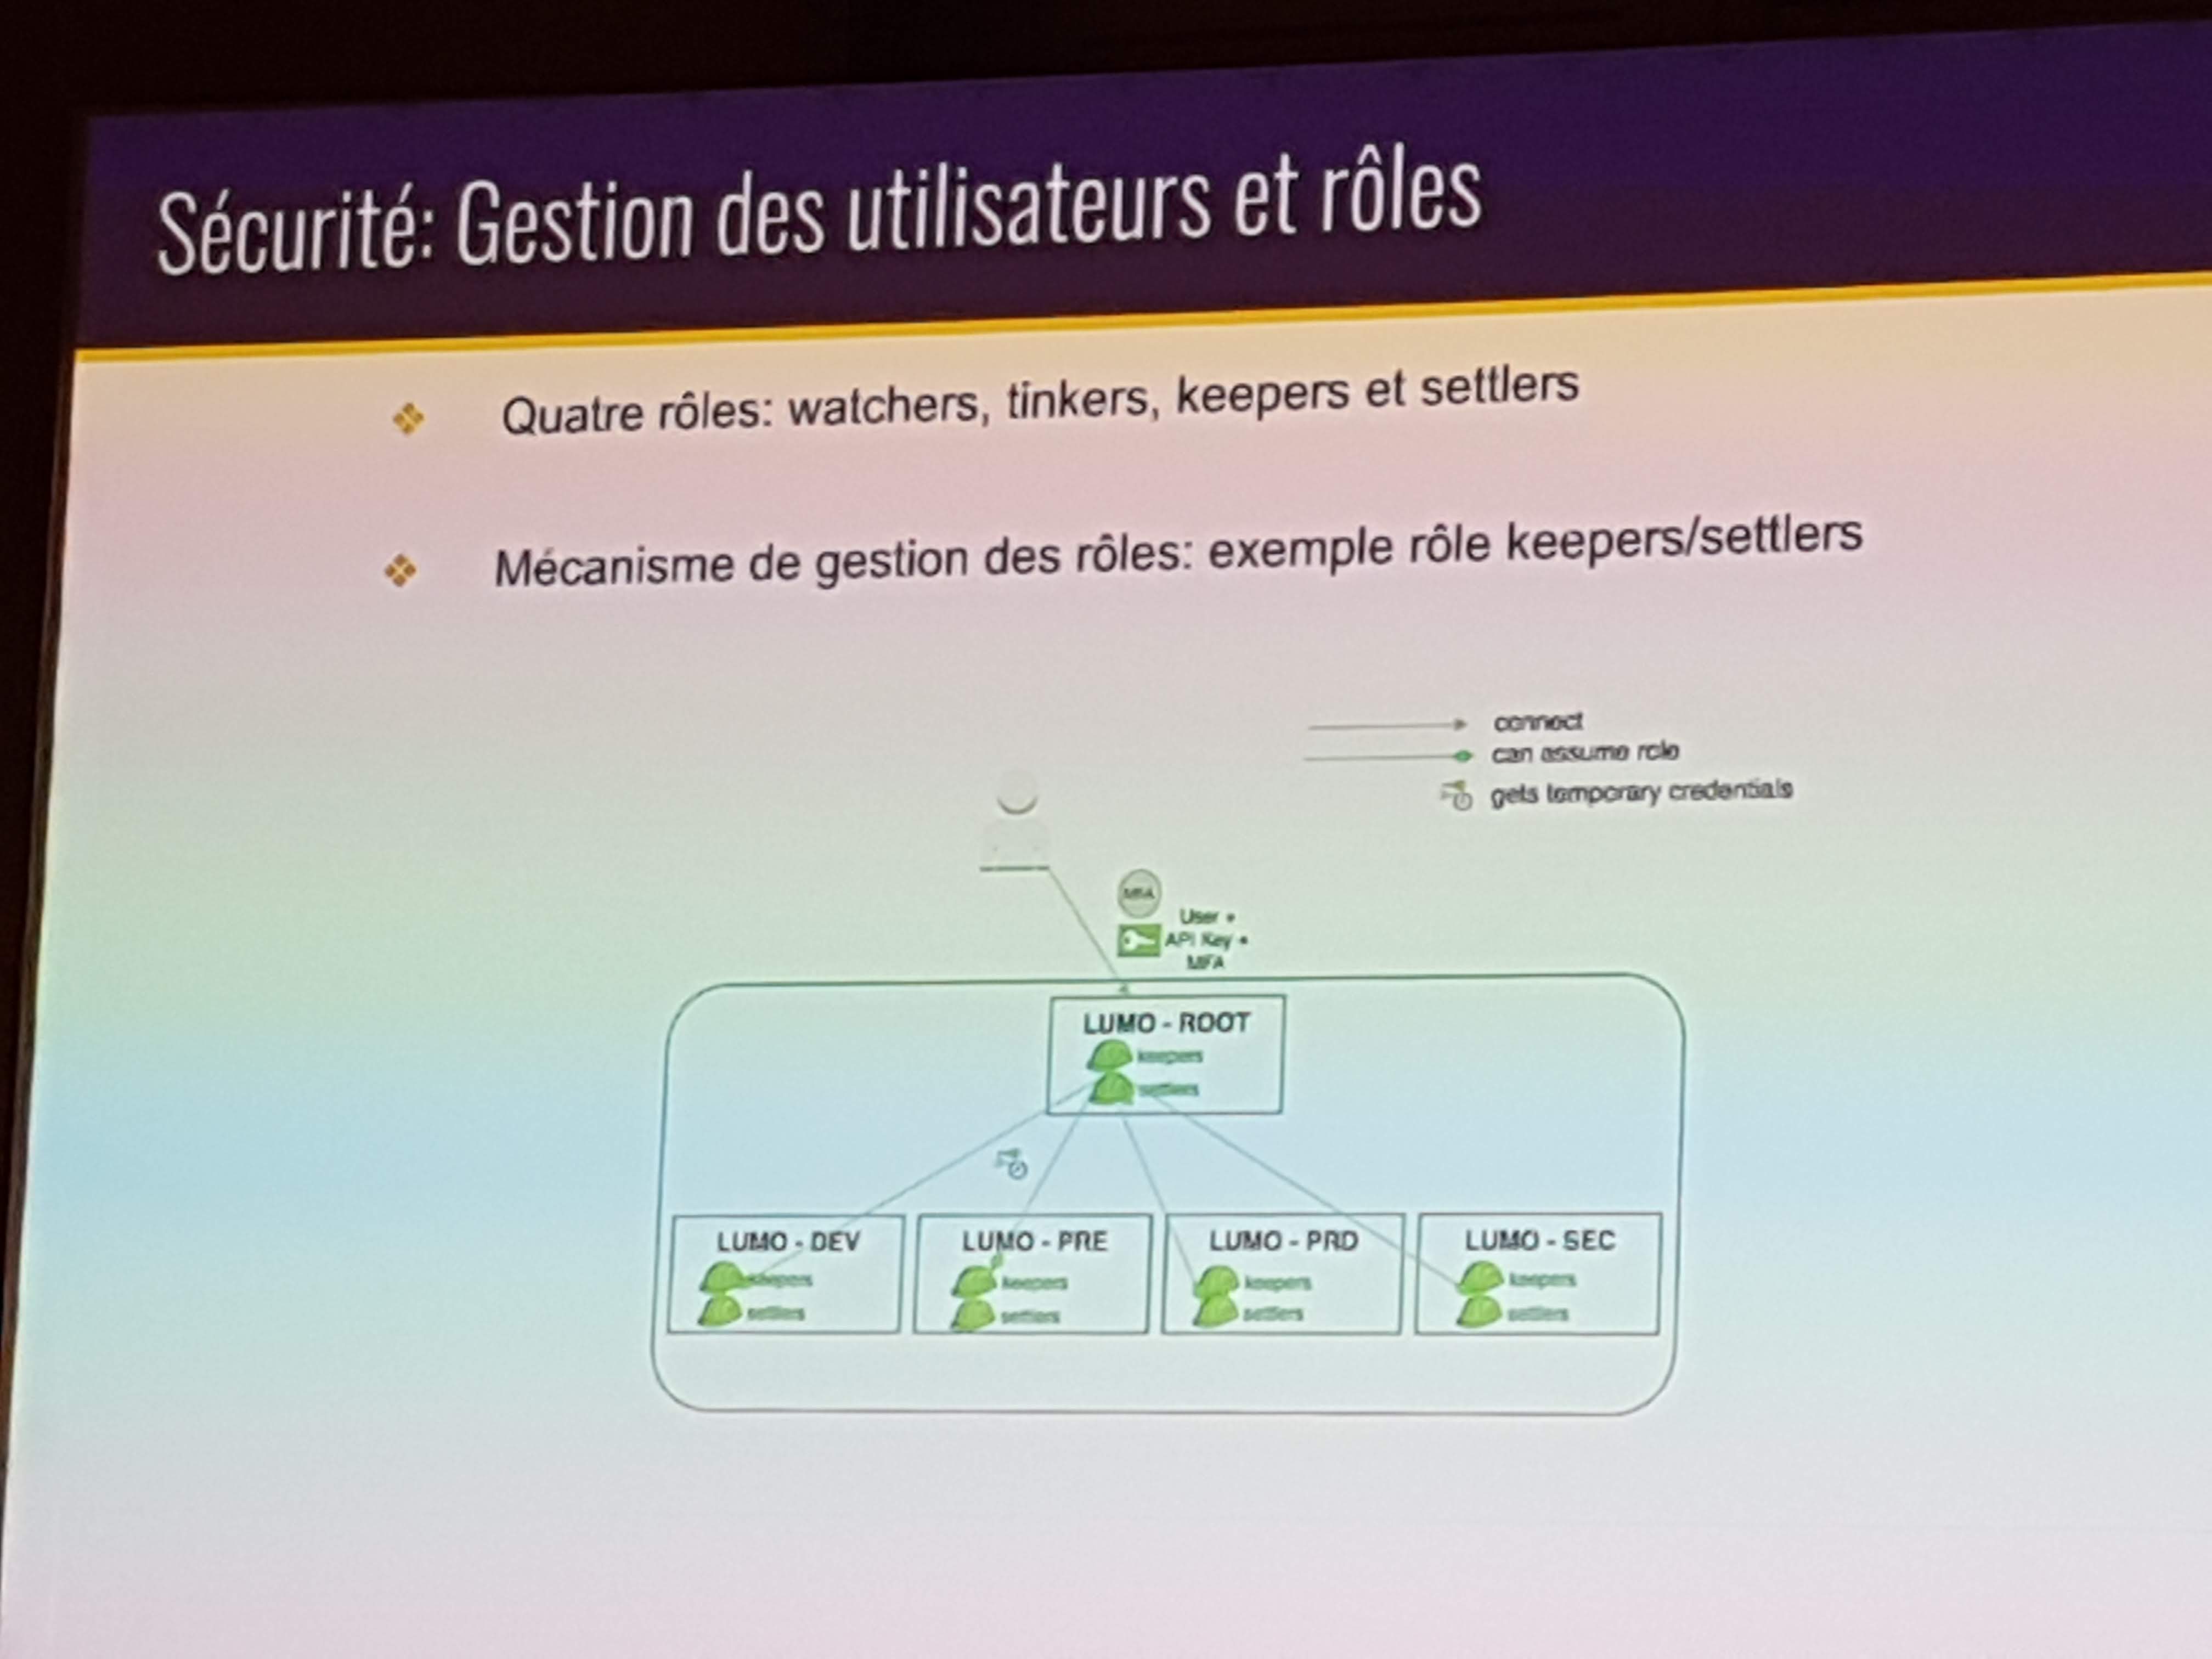 Sécurité: Gestion des utilisateurs et rôles
Quatre rôles: watchers, tinkers, keepers et settlers
Mécanisme de gestion des rôles: exemple rôle keepers/settlers
connect
can assume role
gets temporary credentials
MFA
User +
API Key +
MFA
LUMO - ROOT
keepers
settlers
LUMO - DEV
keepers
settlers
LUMO - PRE
keepers
settlers
LUMO - PRD
keepers
settlers
LUMO - SEC
keepers
settlers